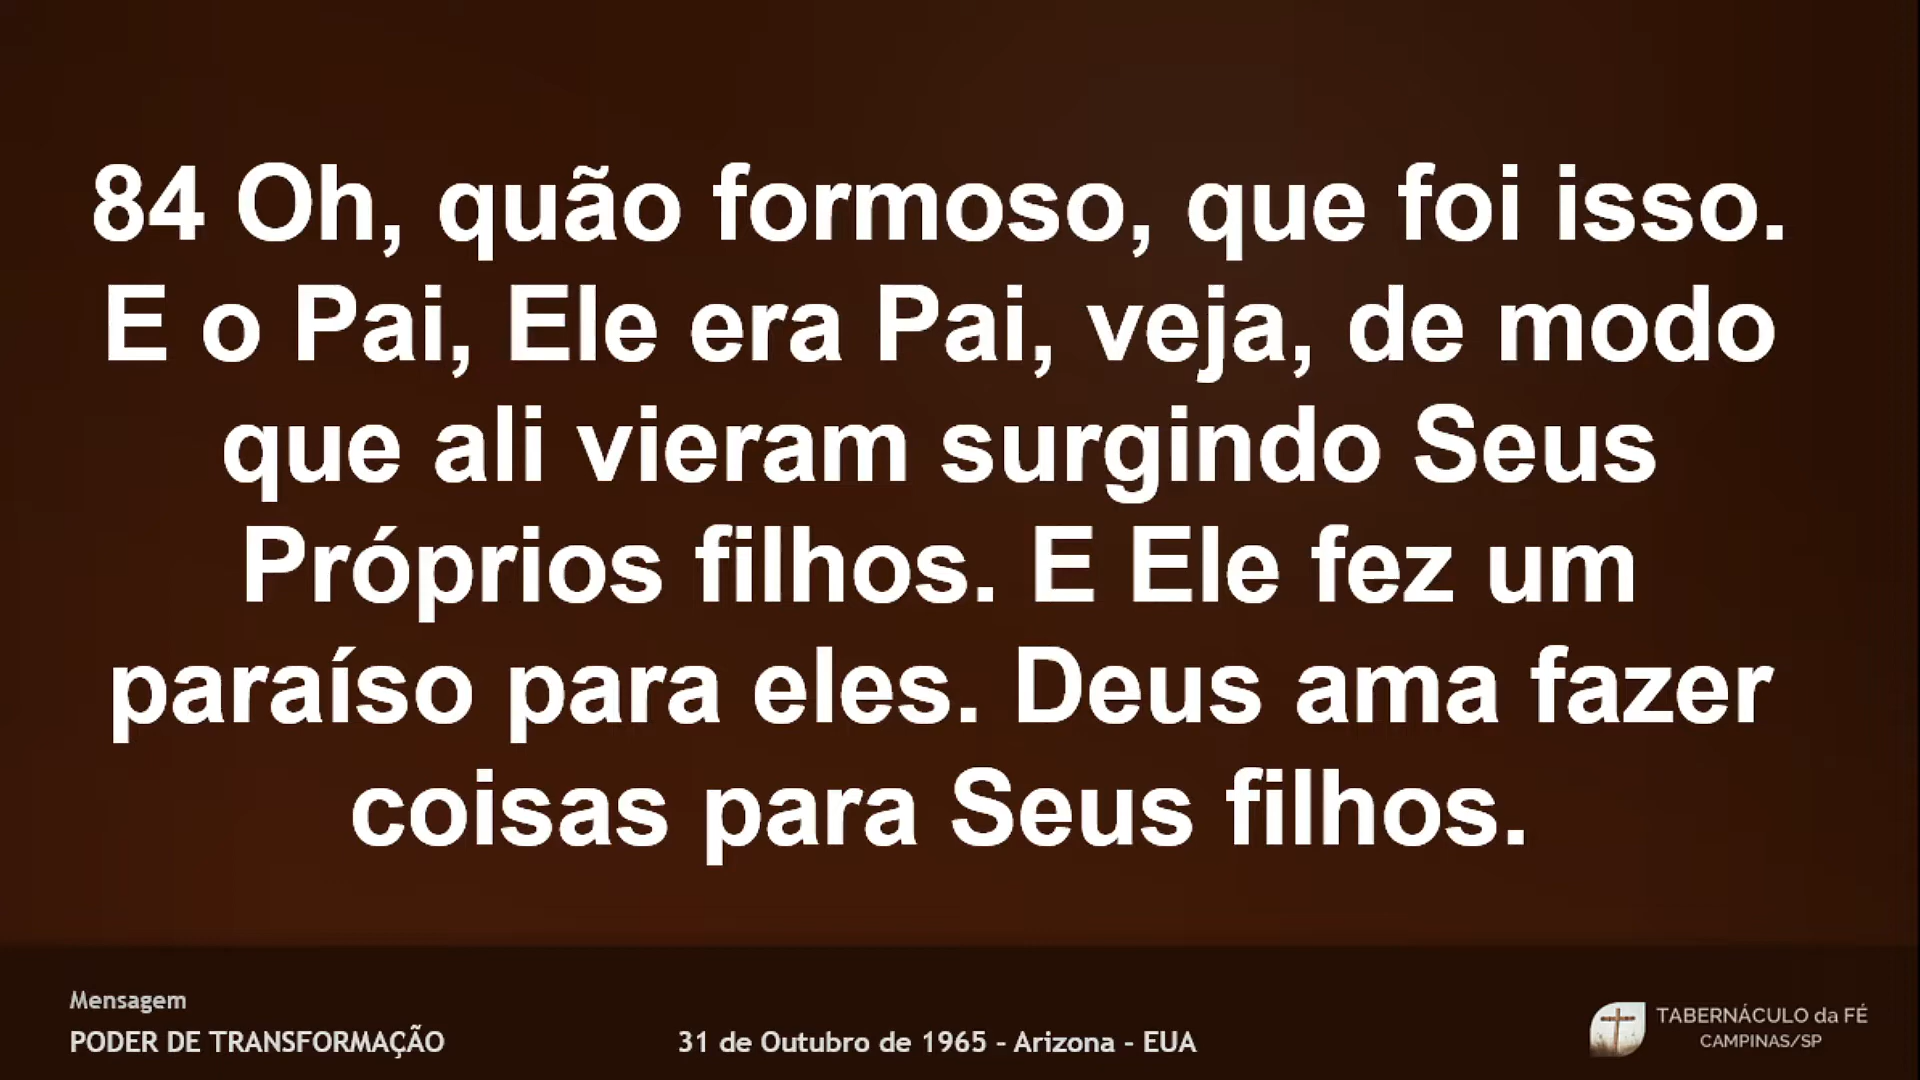 84 Oh, quão formoso, que foi isso.
E o Pai, Ele era Pai, veja, de modo
que ali vieram surgindo Seus
Próprios filhos. E Ele fez um
paraíso para eles. Deus ama fazer
coisas para Seus filhos.
Mensagem
PODER DE TRANSFORMAÇÃO
31 de Outubro de 1965 - Arizona - EUA
TABERNÁCULO da FÉ
CAMPINAS/SP